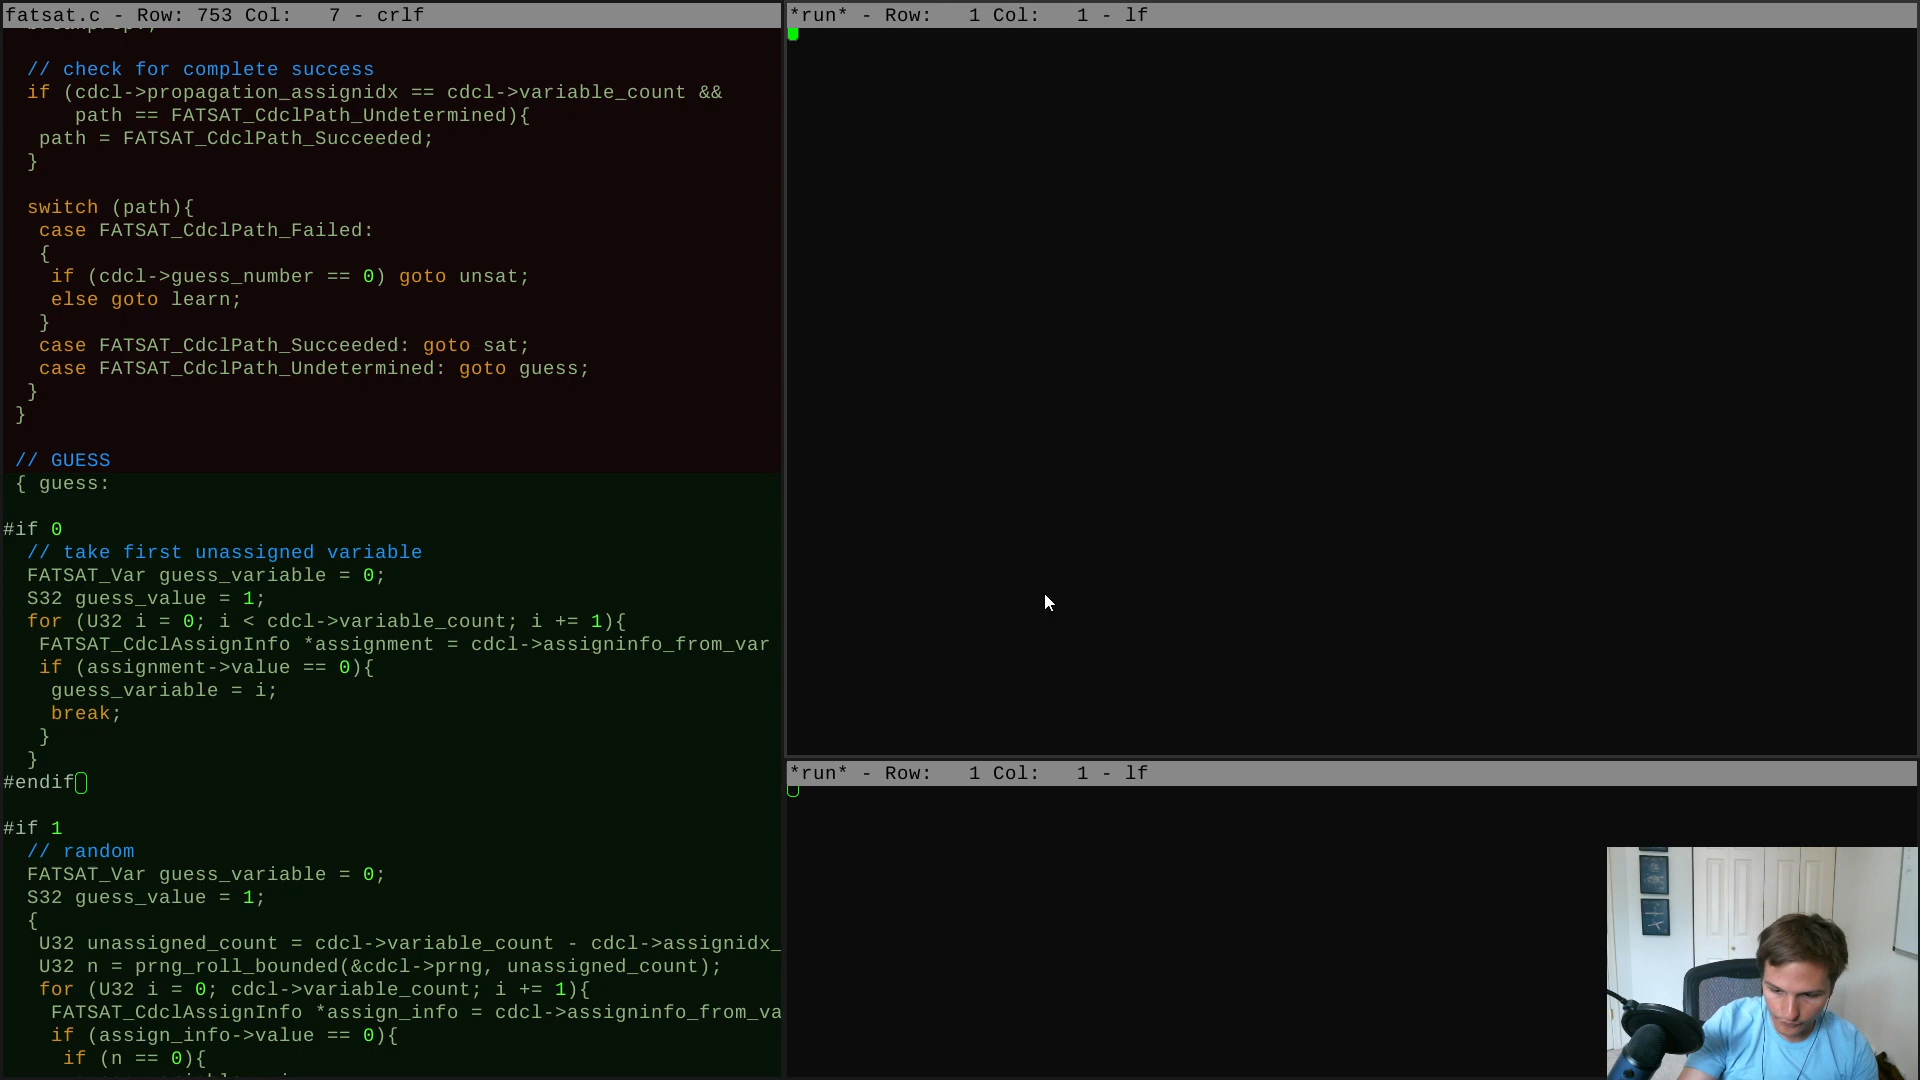 fatsat.c - Row: 753 Col:   7 - crlf
// check for complete success
if (cdcl->propagation_assignidx == cdcl->variable_count &&
path == FATSAT_CdclPath_Undetermined){
path = FATSAT_CdclPath_Succeeded;
}
switch (path){
case FATSAT_CdclPath_Failed:
{
if (cdcl->guess_number == 0) goto unsat;
else goto learn;
}
case FATSAT_CdclPath_Succeeded: goto sat;
case FATSAT_CdclPath_Undetermined: goto guess;
}
}
// GUESS
{ guess:
#if 0
// take first unassigned variable
FATSAT_Var guess_variable = 0;
S32 guess_value = 1;
for (U32 i = 0; i < cdcl->variable_count; i += 1){
FATSAT_CdclAssignInfo *assignment = cdcl->assigninfo_from_var
if (assignment->value == 0){
guess_variable = i;
break;
}
}
#endif
#if 1
// random
FATSAT_Var guess_variable = 0;
S32 guess_value = 1;
{
U32 unassigned_count = cdcl->variable_count - cdcl->assignidx_
U32 n = prng_roll_bounded(&cdcl->prng, unassigned_count);
for (U32 i = 0; cdcl->variable_count; i += 1){
FATSAT_CdclAssignInfo *assign_info = cdcl->assigninfo_from_va
if (assign_info->value == 0){
if (n == 0){
*run* - Row:   1 Col:   1 - lf
*run* - Row:   1 Col:   1 - lf